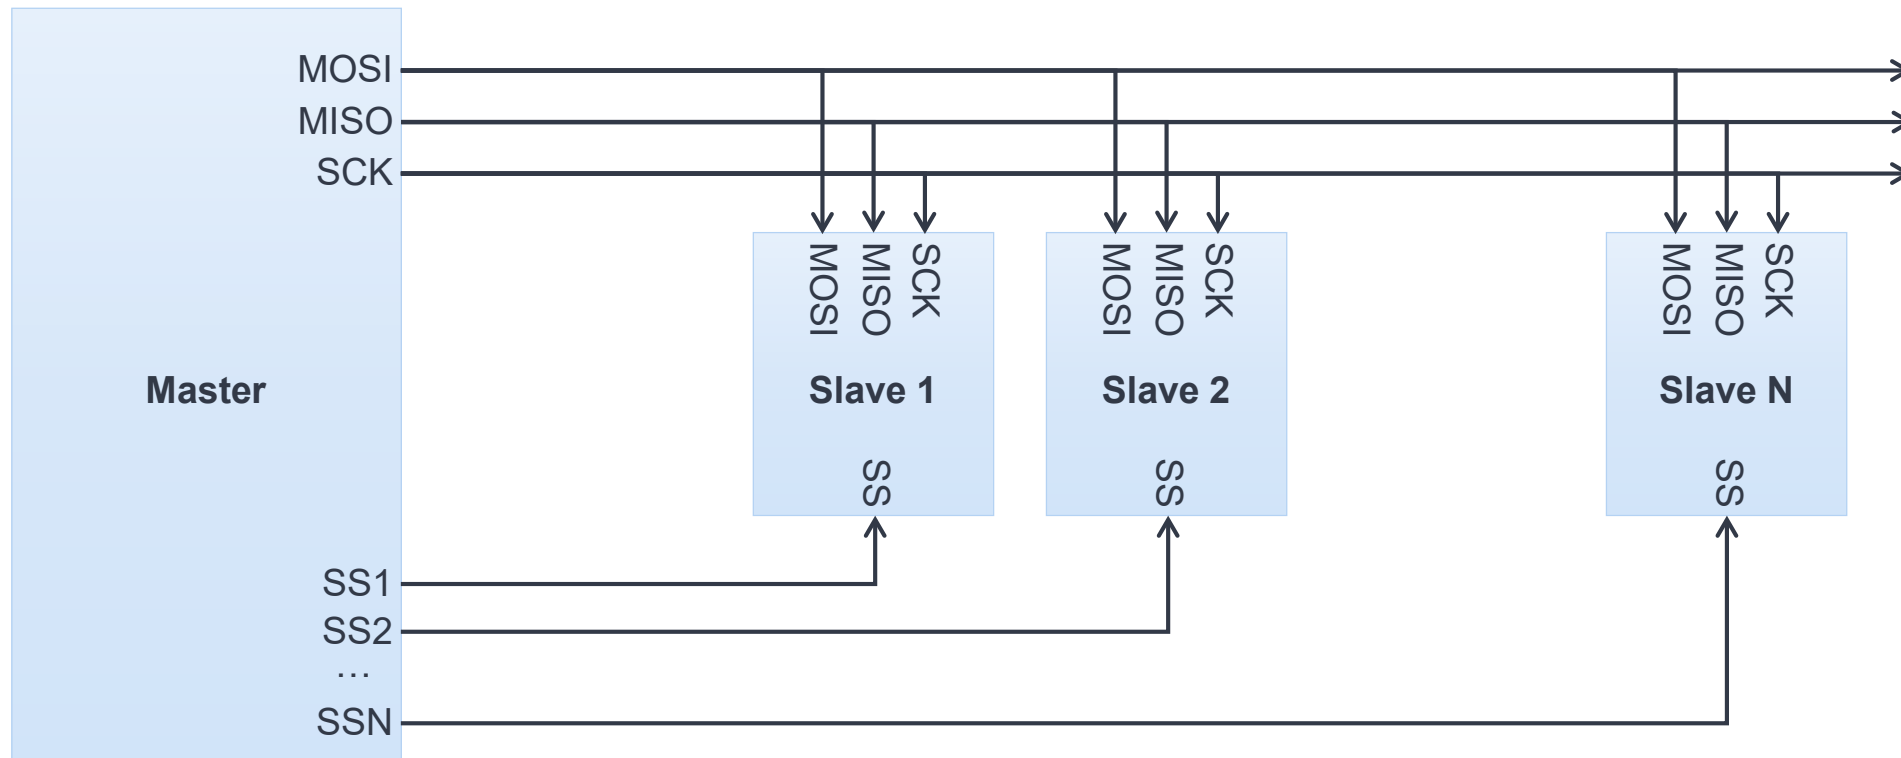 MOSI
MISO
SCK
Master
SS1
SS2
...
SSN
MOSI
MISO
SCK
Slave 1
SS
MOSI
MISO
SCK
Slave 2
SS
MOSI
MISO
SCK
Slave N
SS